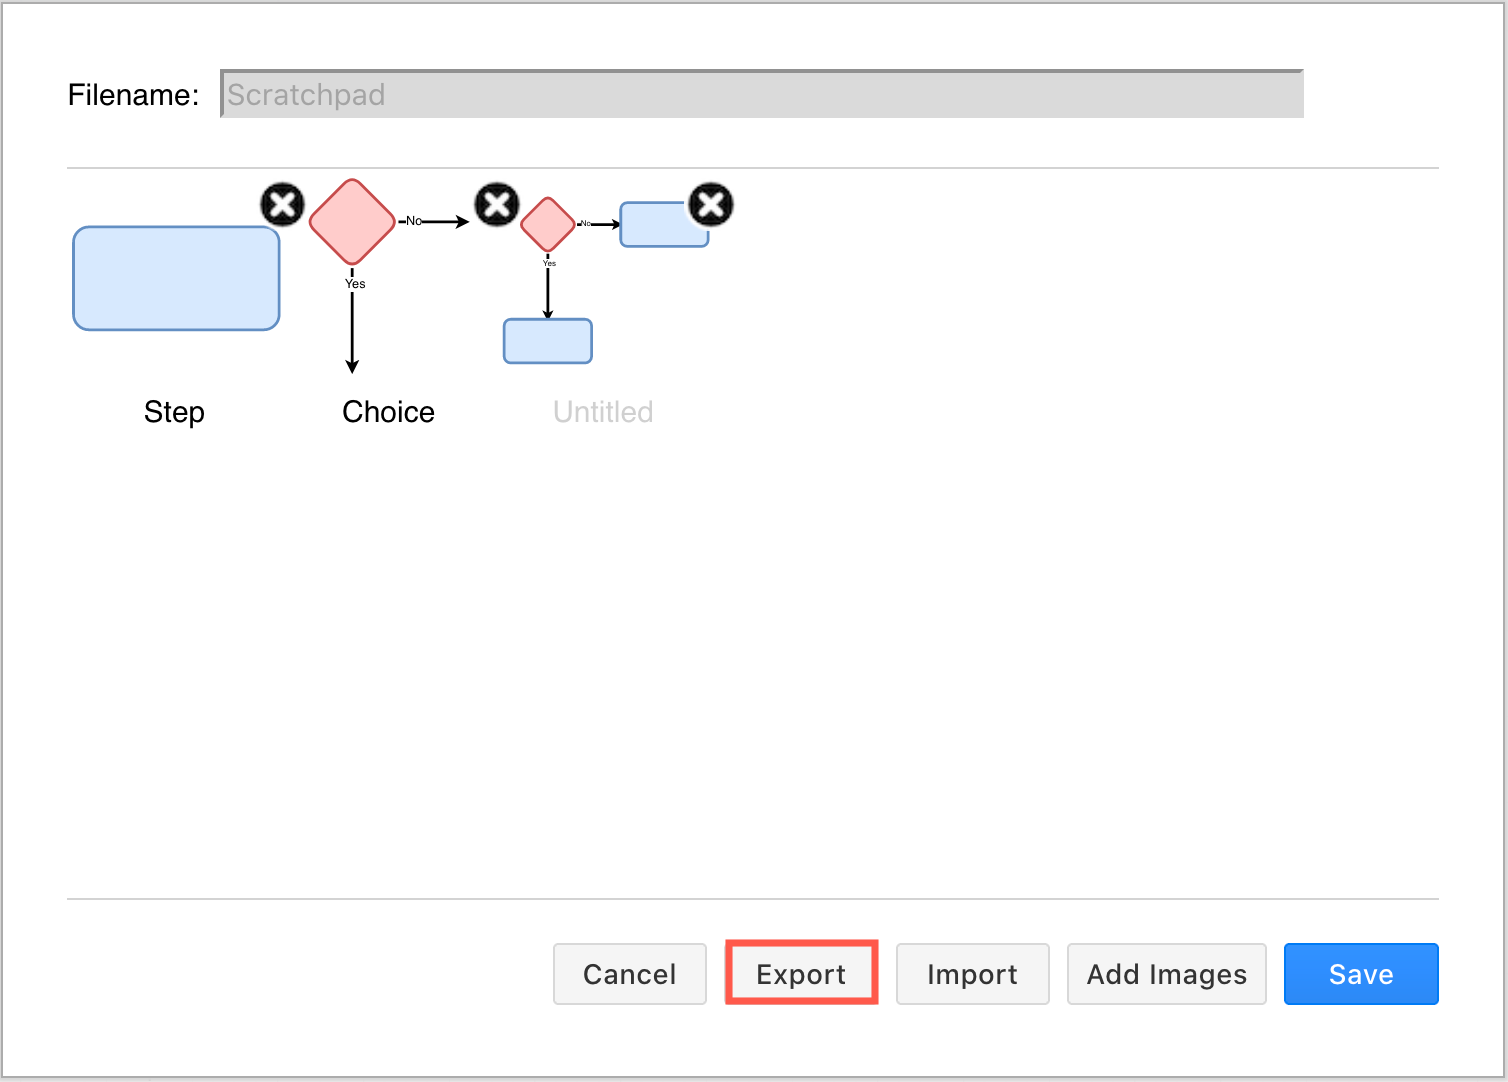 Filename: Scratchpad
No
No
Yes
Yes
Step Choice Untitled
Cancel Export Import Add Images Save